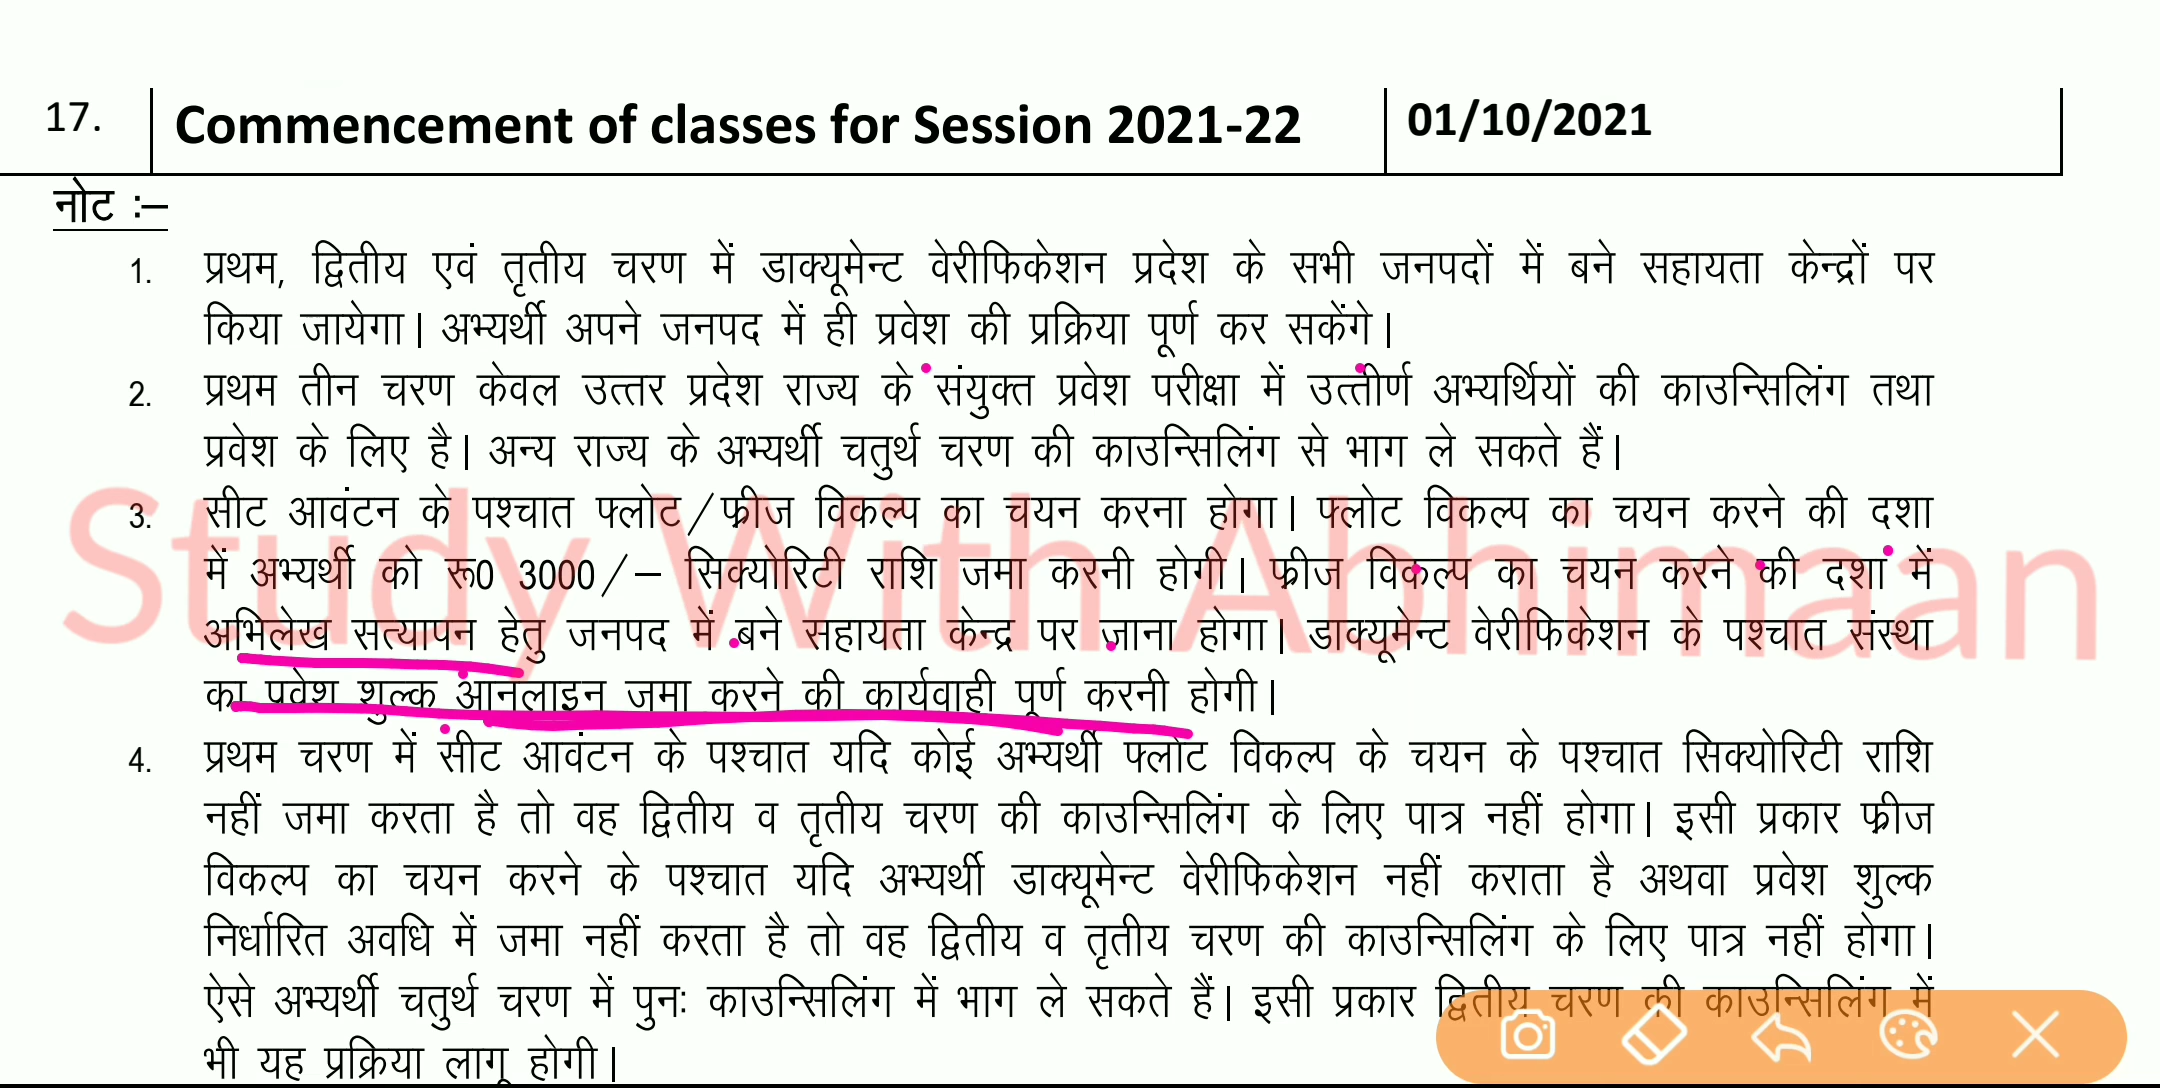 17. Commencement of classes for Session 2021-22 01/10/2021
नोट :–
1. प्रथम, द्वितीय एवं तृतीय चरण में डाक्यूमेन्ट वेरीफिकेशन प्रदेश के सभी जनपदों में बने सहायता केन्द्रों पर
किया जायेगा। अभ्यर्थी अपने जनपद में ही प्रवेश की प्रक्रिया पूर्ण कर सकेंगे।
2. प्रथम तीन चरण केवल उत्तर प्रदेश राज्य के संयुक्त प्रवेश परीक्षा में उत्तीर्ण अभ्यर्थियों की काउन्सिलिंग तथा
प्रवेश के लिए है। अन्य राज्य के अभ्यर्थी चतुर्थ चरण की काउन्सिलिंग से भाग ले सकते हैं।
3. सीट आवंटन के पश्चात फ्लोट/फ्रीज विकल्प का चयन करना होगा। फ्लोट विकल्प का चयन करने की दशा
में अभ्यर्थी को रू0 3000/– सिक्योरिटी राशि जमा करनी होगी। फ्रीज विकल्प का चयन करने की दशा में
अभिलेख सत्यापन हेतु जनपद में बने सहायता केन्द्र पर जाना होगा। डाक्यूमेन्ट वेरीफिकेशन के पश्चात संस्था
का प्रवेश शुल्क आनलाइन जमा करने की कार्यवाही पूर्ण करनी होगी।
Study With Abhimaan
4. प्रथम चरण में सीट आवंटन के पश्चात यदि कोई अभ्यर्थी फ्लोट विकल्प के चयन के पश्चात सिक्योरिटी राशि
नहीं जमा करता है तो वह द्वितीय व तृतीय चरण की काउन्सिलिंग के लिए पात्र नहीं होगा। इसी प्रकार फ्रीज
विकल्प का चयन करने के पश्चात यदि अभ्यर्थी डाक्यूमेन्ट वेरीफिकेशन नहीं कराता है अथवा प्रवेश शुल्क
निर्धारित अवधि में जमा नहीं करता है तो वह द्वितीय व तृतीय चरण की काउन्सिलिंग के लिए पात्र नहीं होगा।
ऐसे अभ्यर्थी चतुर्थ चरण में पुनः काउन्सिलिंग में भाग ले सकते हैं। इसी प्रकार द्वितीय चरण की काउन्सिलिंग में
भी यह प्रक्रिया लागू होगी।